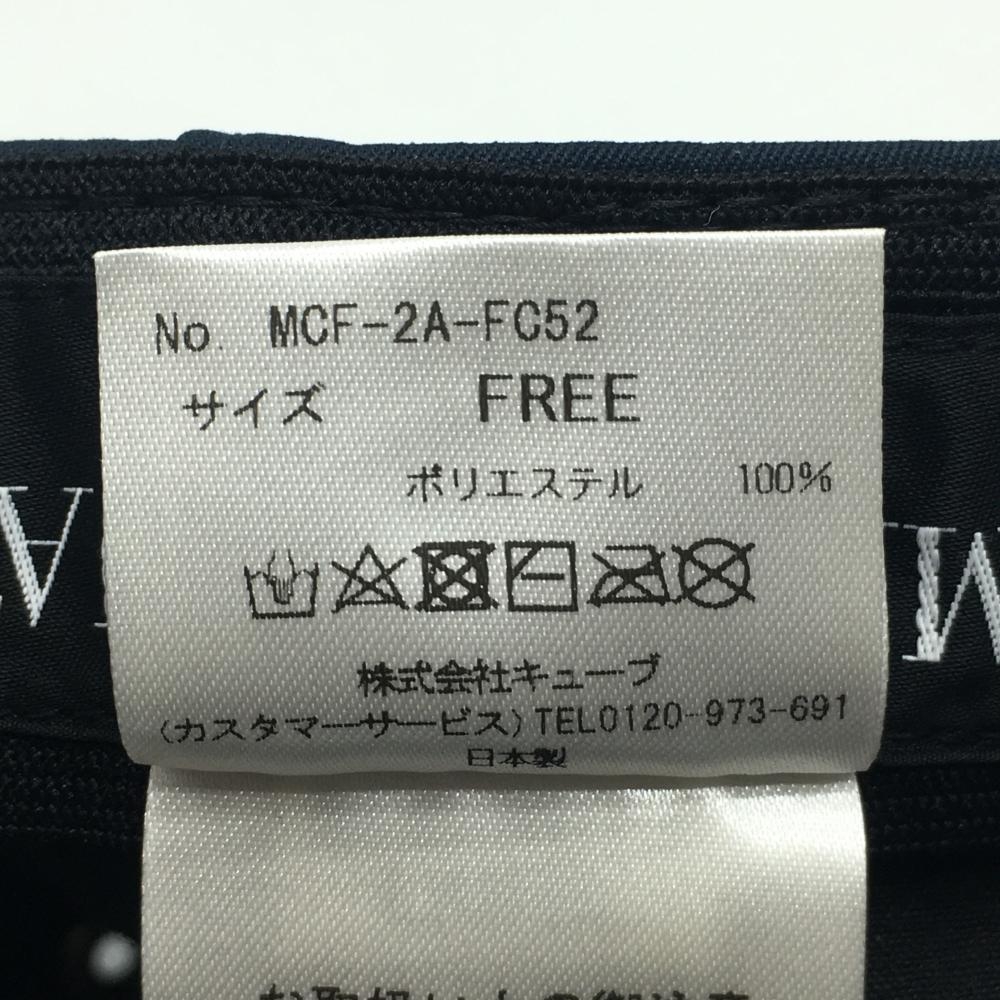 No. MCF-2A-FC52
サイズ FREE
ポリエステル 100%
株式会社キューブ
(カスタマーサービス)TEL0120-973-691
日本製